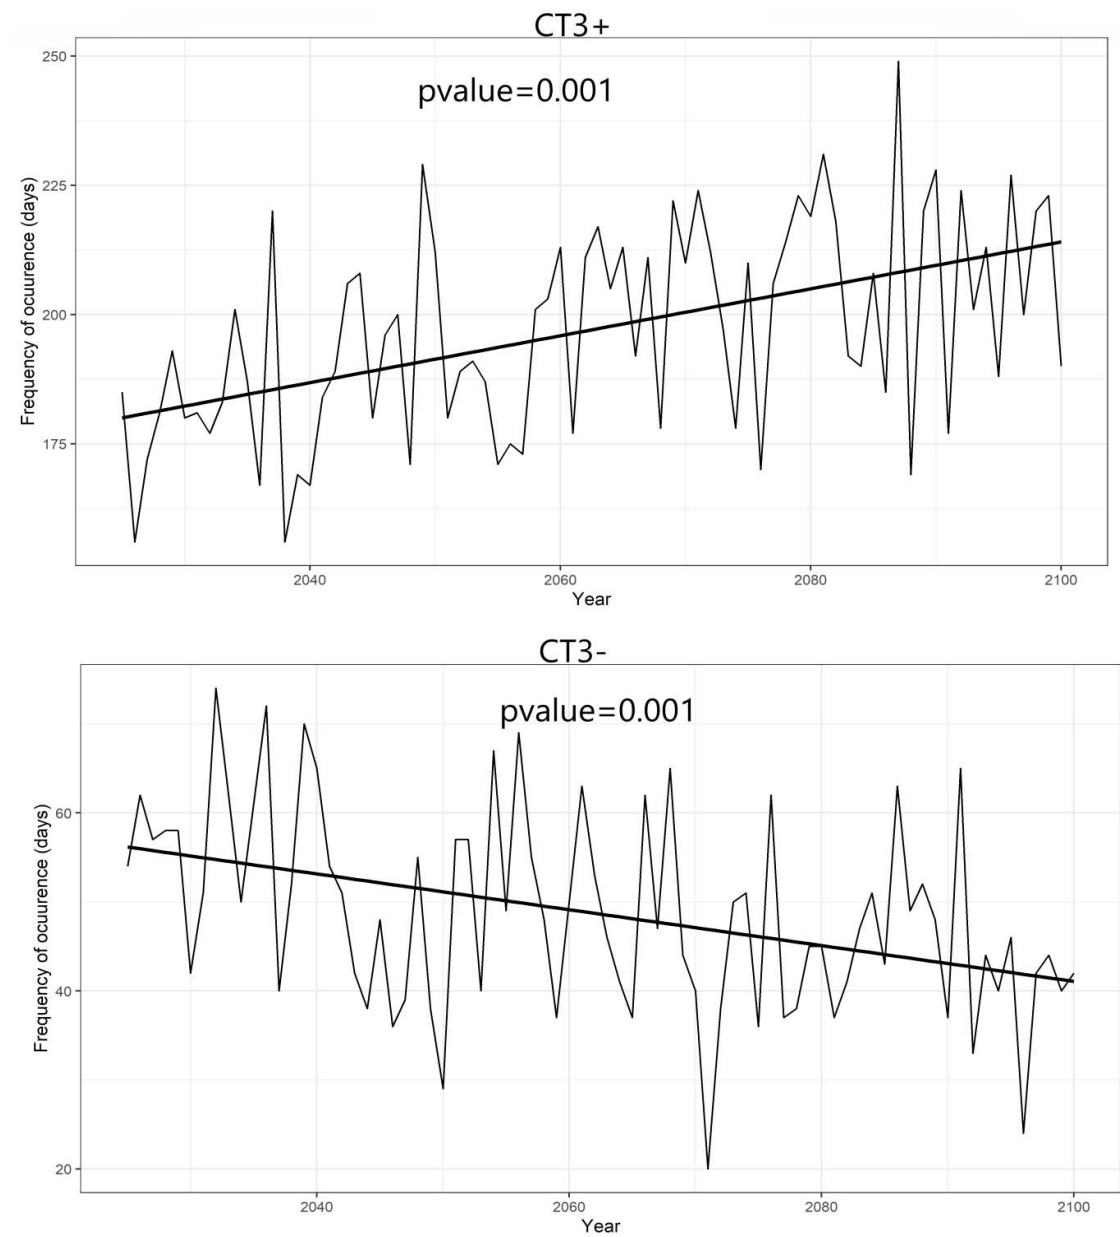 CT3+
pvalue=0.001
Frequency of ocuurence (days)
250
225
200
175
2040 2060 2080 2100
Year
CT3-
pvalue=0.001
Frequency of ocuurence (days)
60
40
20
2040 2060 2080 2100
Year